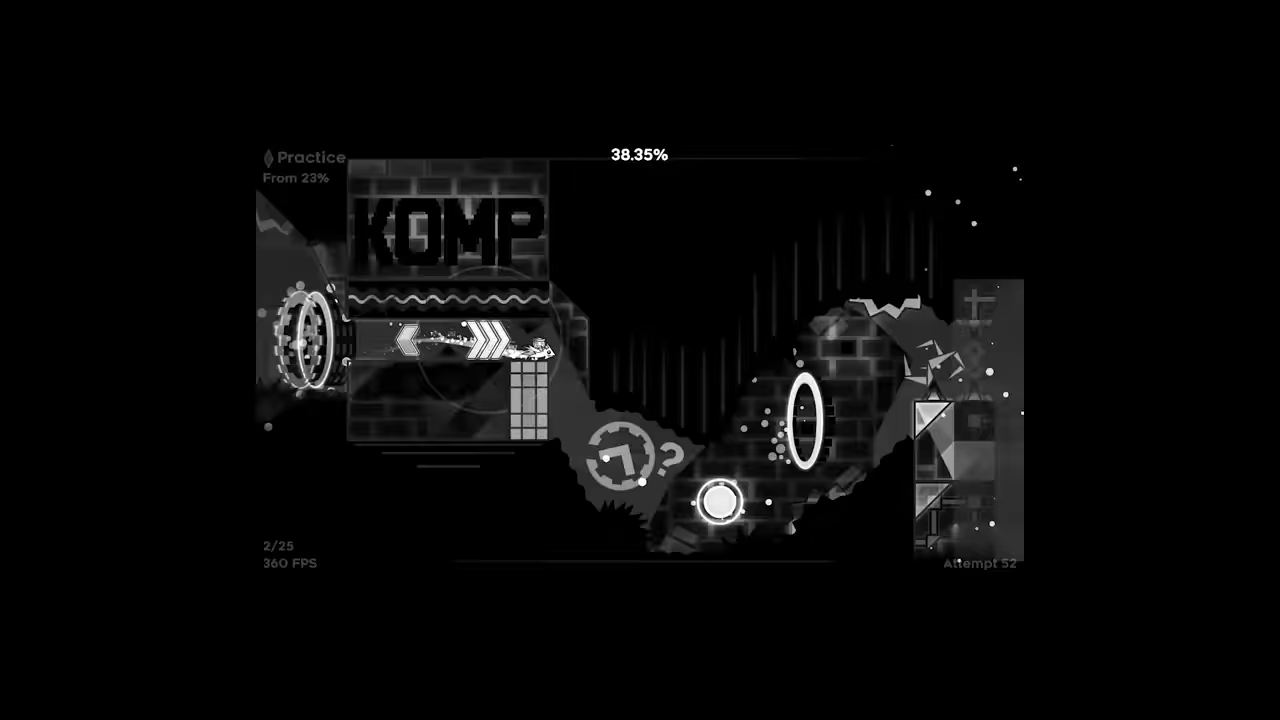 38.35%
Practice
From 23%
KOMP
?
2/25
360 FPS
Attempt 52